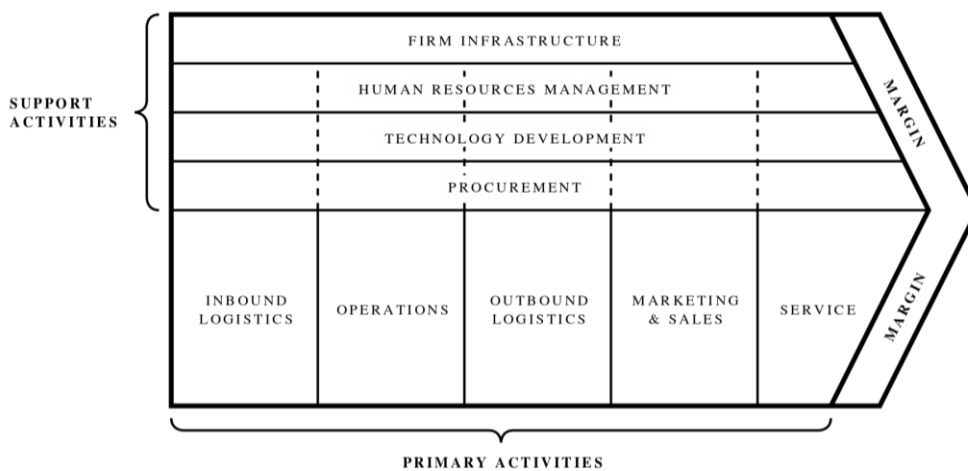 FIRM INFRASTRUCTURE
HUMAN RESOURCES MANAGEMENT
TECHNOLOGY DEVELOPMENT
PROCUREMENT
SUPPORT
ACTIVITIES
MARGIN
INBOUND
LOGISTICS
OPERATIONS
OUTBOUND
LOGISTICS
MARKETING
& SALES
SERVICE
MARGIN
PRIMARY ACTIVITIES